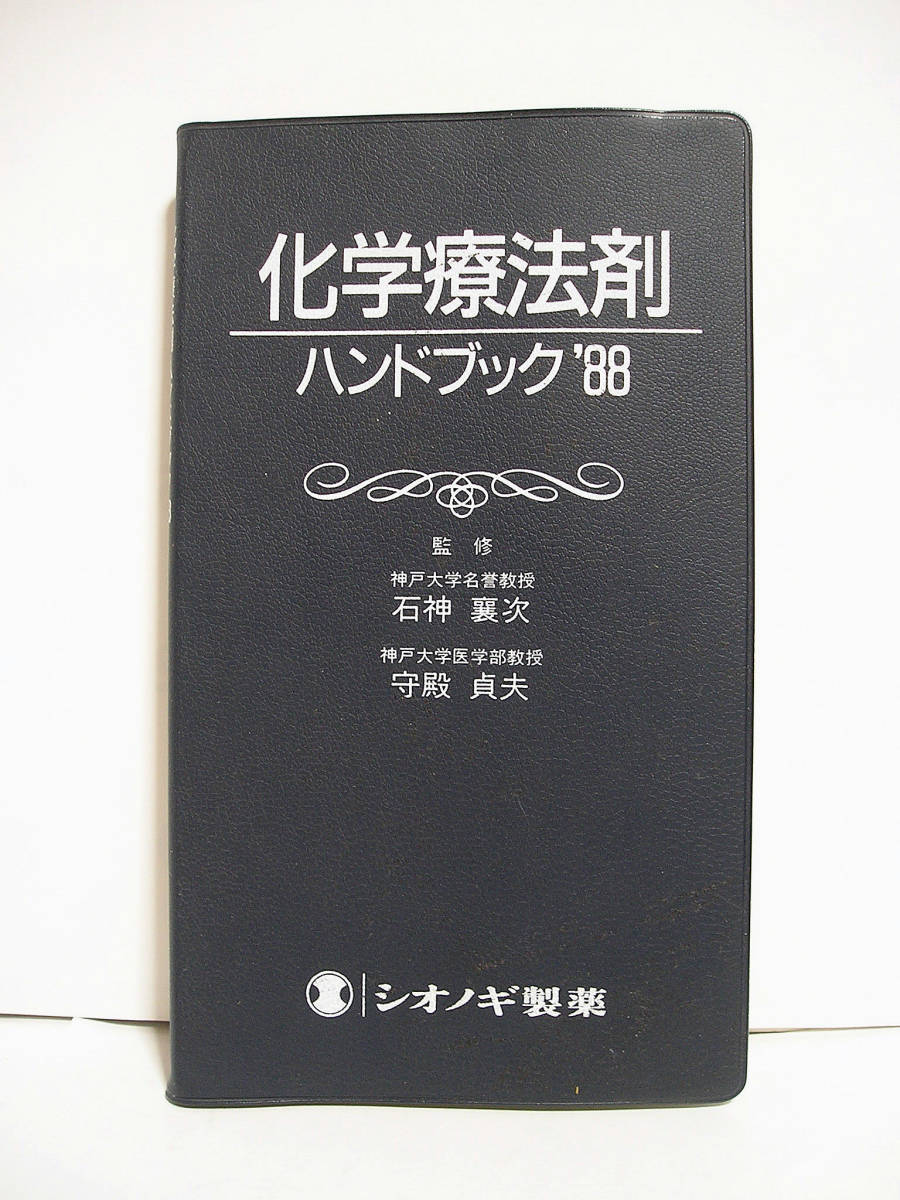 化学療法剤
ハンドブック'88
監修
神戸大学名誉教授
石神 襄次
神戸大学医学部教授
守殿 貞夫
シオノギ製薬